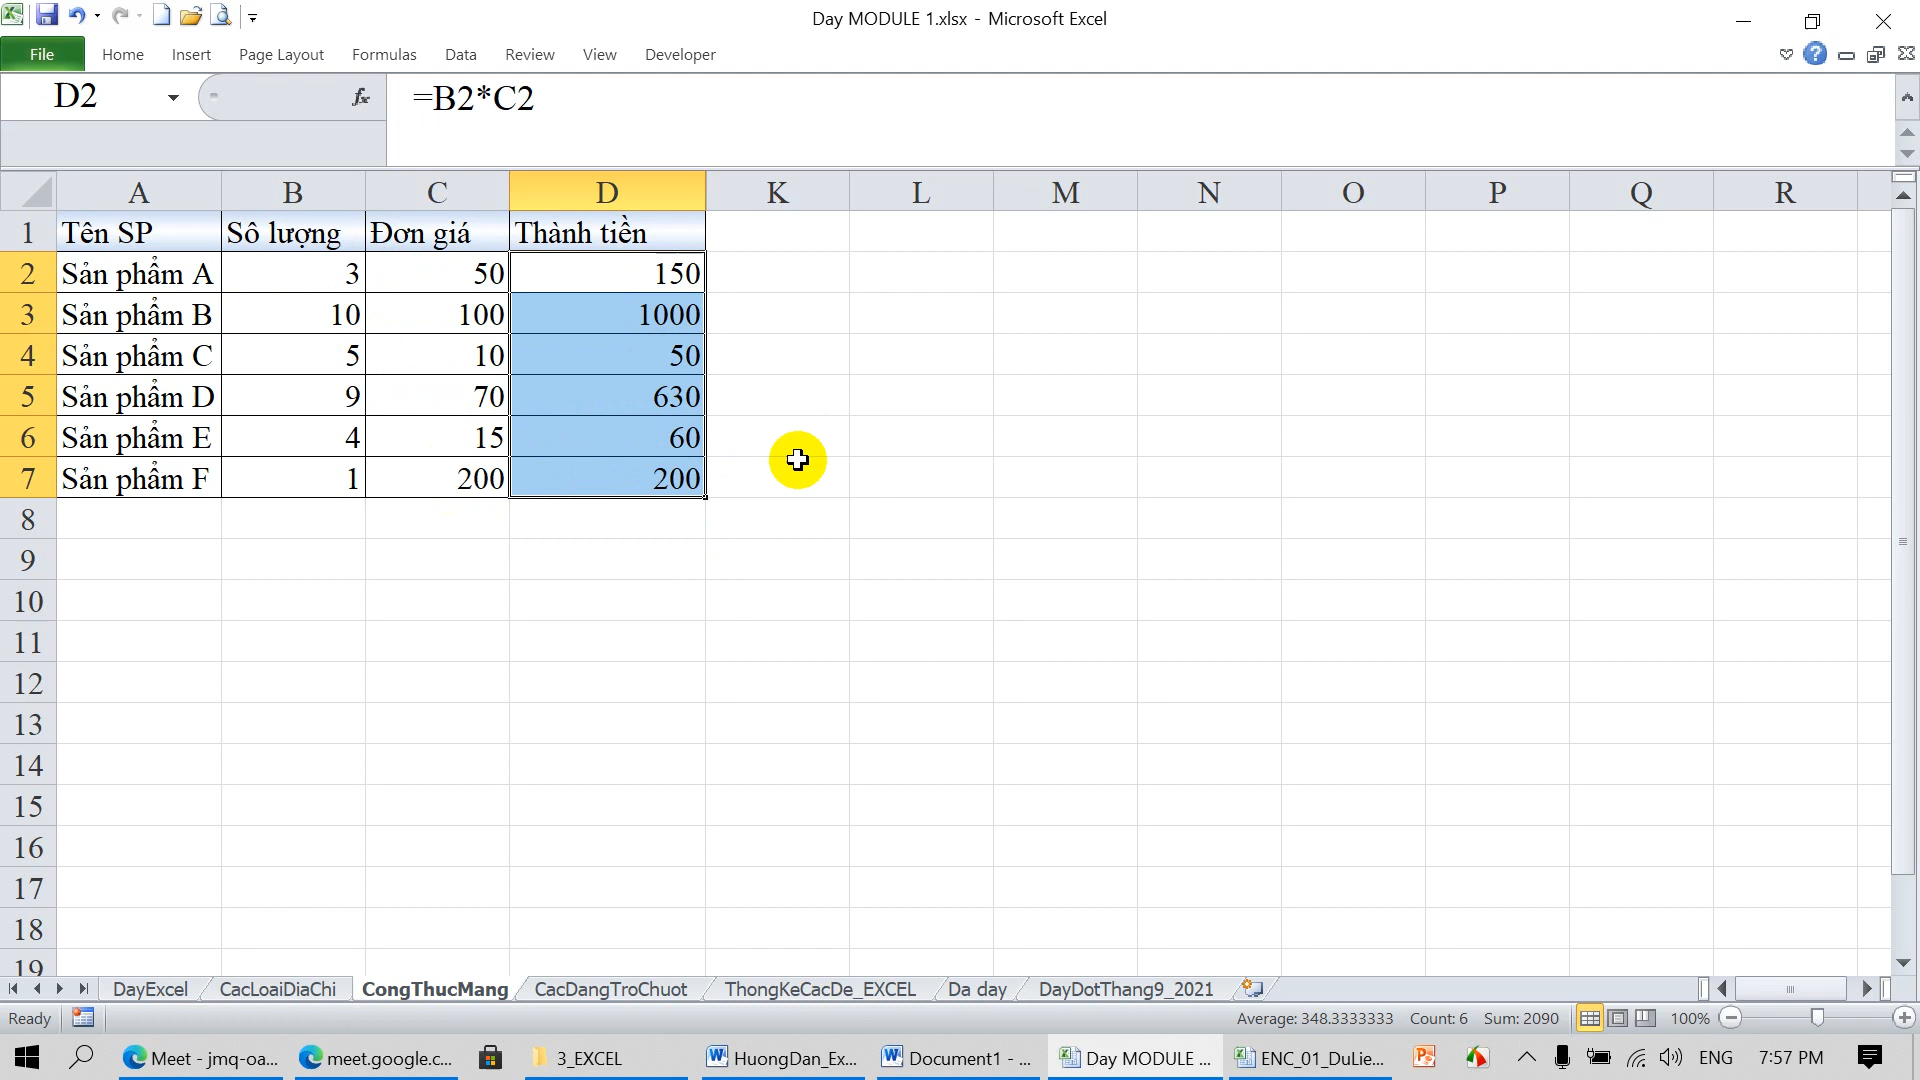 Day MODULE 1.xlsx - Microsoft Excel
File Home Insert Page Layout Formulas Data Review View Developer
D2 fx =B2*C2
A B C D K L M N O P Q R
1 Tên SP Sô lượng Đơn giá Thành tiền
2 Sản phẩm A 3 50 150
3 Sản phẩm B 10 100 1000
4 Sản phẩm C 5 10 50
5 Sản phẩm D 9 70 630
6 Sản phẩm E 4 15 60
7 Sản phẩm F 1 200 200
8
9
10
11
12
13
14
15
16
17
18
19
DayExcel CacLoaiDiaChi CongThucMang CacDangTroChuot ThongKeCacDe_EXCEL Da day DayDotThang9_2021
Ready Average: 348.3333333 Count: 6 Sum: 2090 100%
Meet - jmq-oa... meet.google.c... 3_EXCEL HuongDan_Ex... Document1 - ... Day MODULE ... ENC_01_DuLie... ENG 7:57 PM